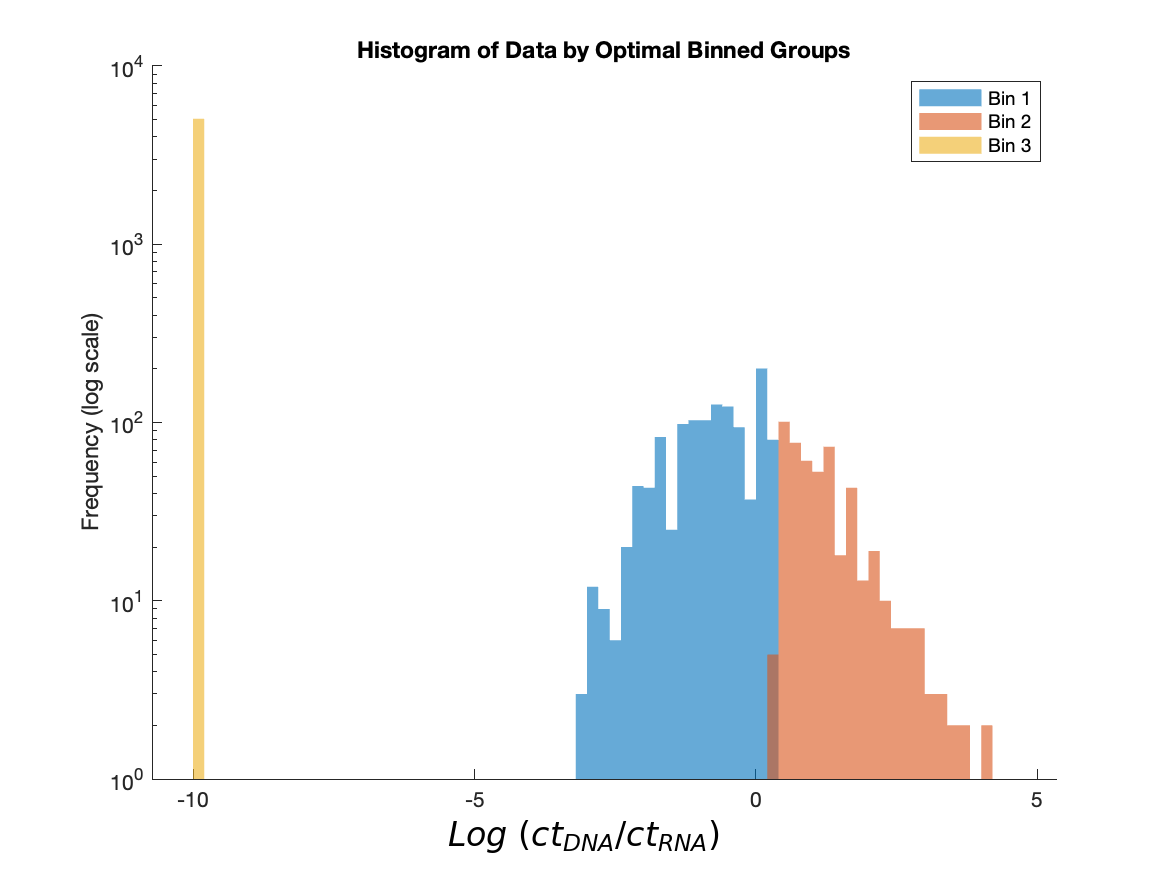 Histogram of Data by Optimal Binned Groups
10^4
10^3
10^2
10^1
10^0
Frequency (log scale)
Bin 1
Bin 2
Bin 3
-10
-5
0
5
Log (ct_DNA/ct_RNA)